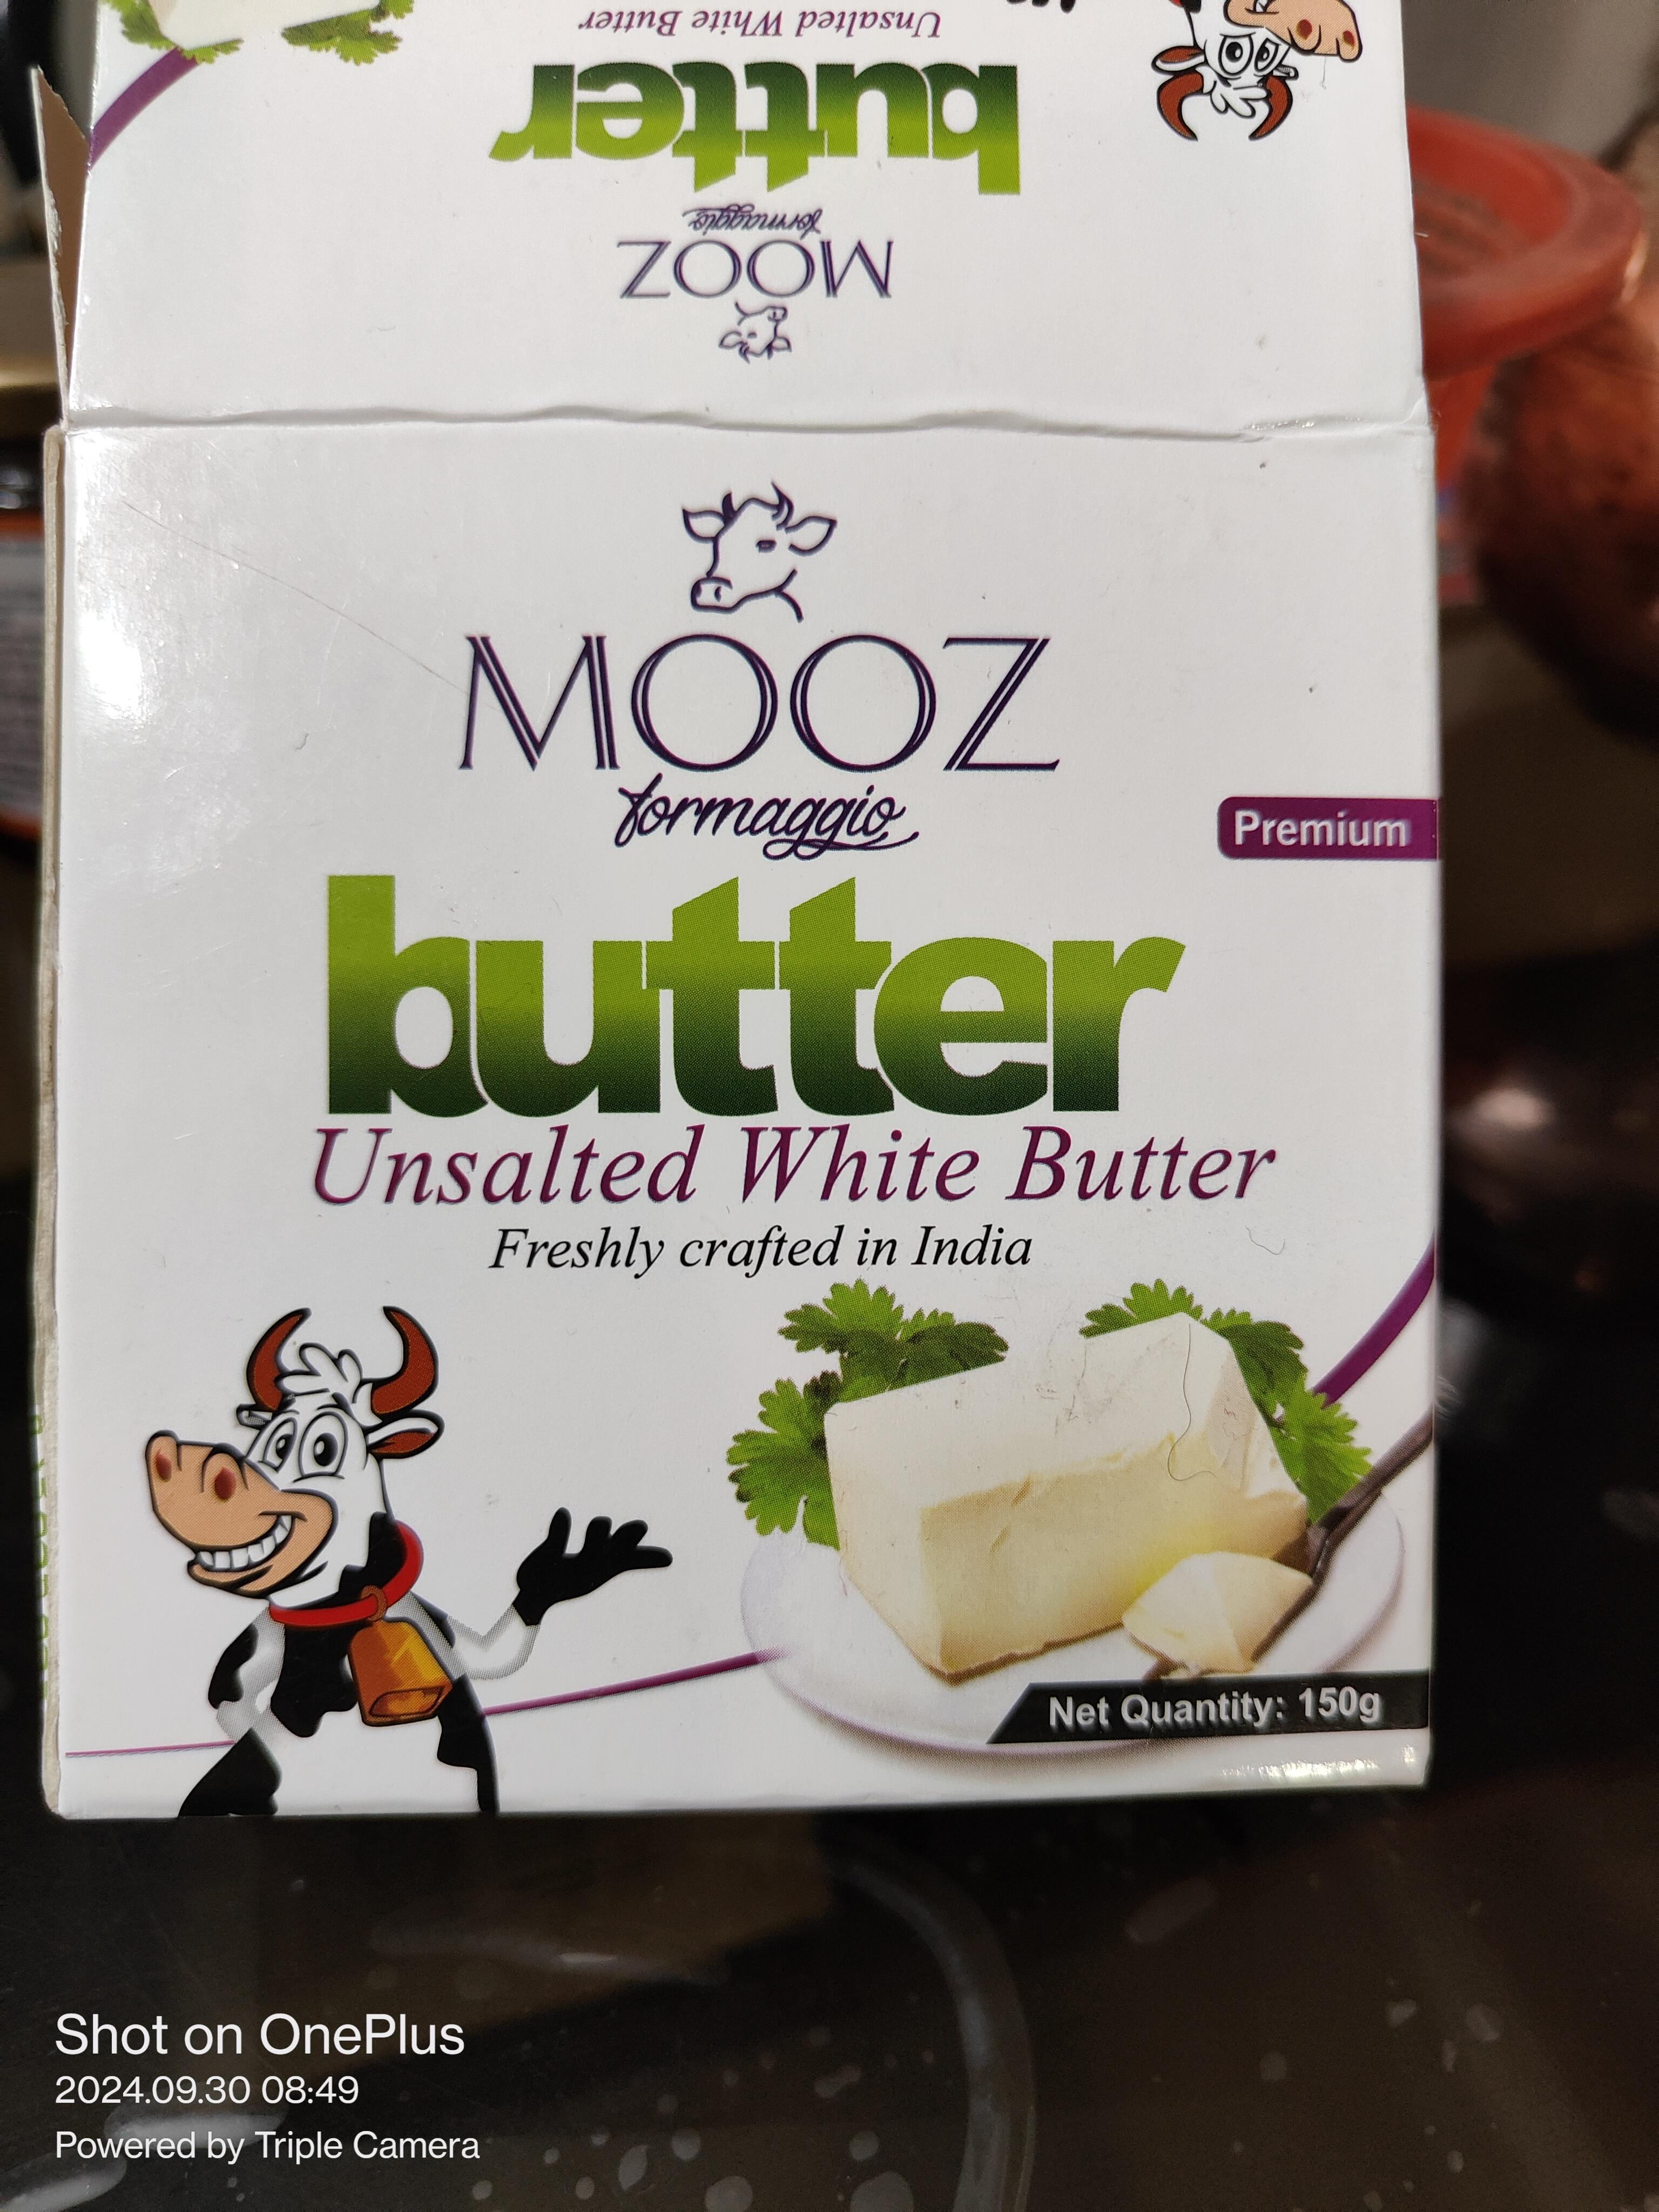 Unsalted White Butter
butter
formaggio
MOOZ
MOOZ
formaggio
Premium
butter
Unsalted White Butter
Freshly crafted in India
Net Quantity: 150g
Shot on OnePlus
2024.09.30 08:49
Powered by Triple Camera